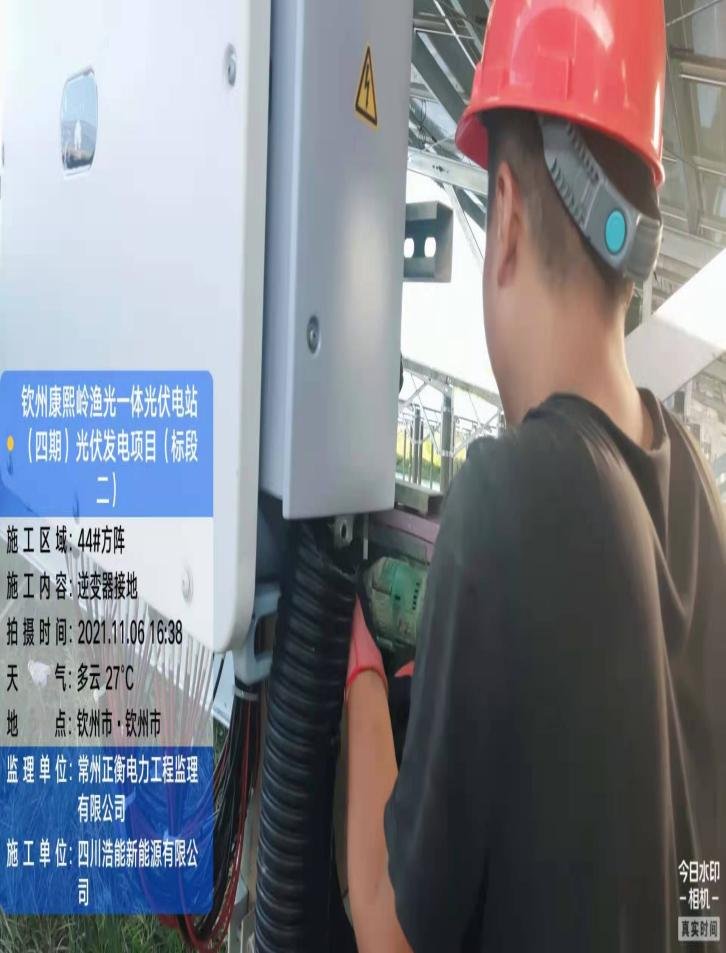 钦州康熙岭渔光一体光伏电站
（四期）光伏发电项目（标段
二）
施工区域：44#方阵
施工内容：逆变器接地
拍摄时间：2021.11.06 16:38
天气：多云 27℃
地点：钦州市·钦州市
监理单位：常州正衡电力工程监理
有限公司
施工单位：四川浩能新能源有限公
司
今日水印
-相机-
真实时间